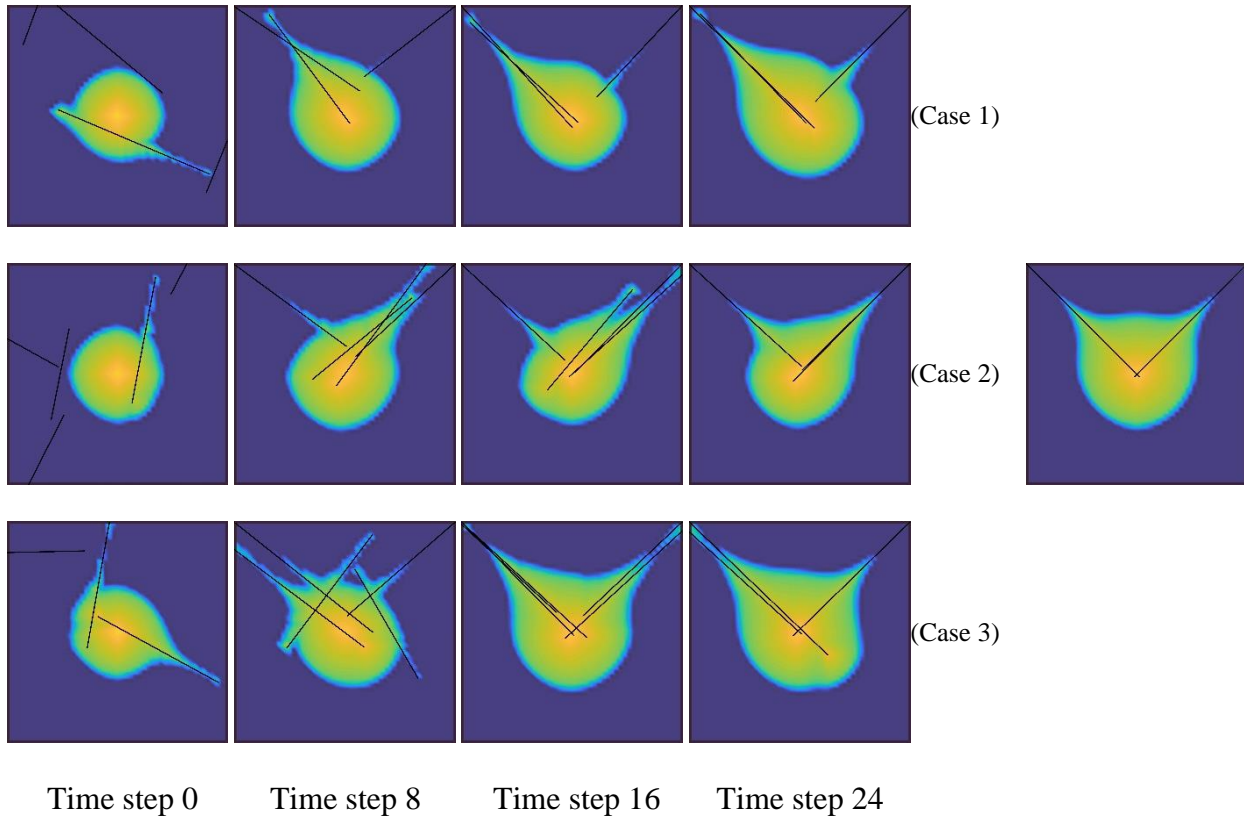 (Case 1)
(Case 2)
(Case 3)
Time step 0 Time step 8 Time step 16 Time step 24